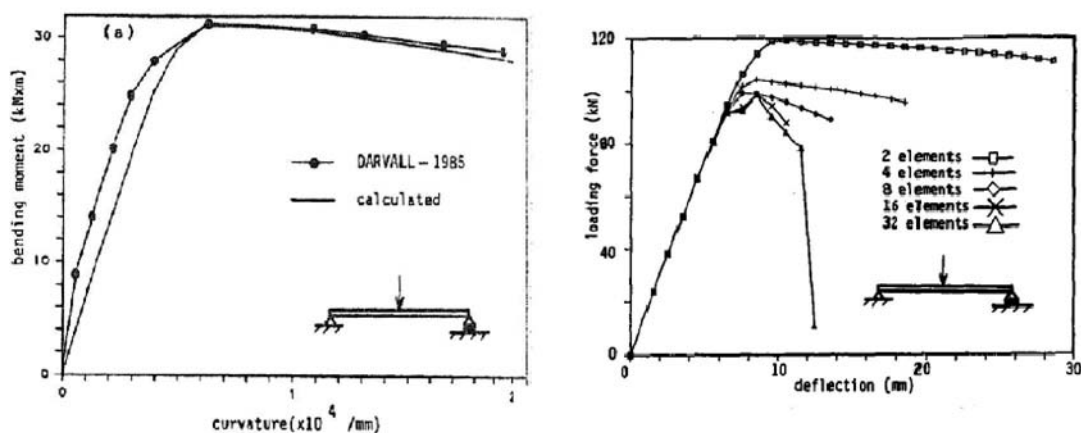 (a)
30
20
10
0
bending moment (kNxm)
DARVALL-1985
calculated
0 1 2
curvature(x10 4 /mm)
120
80
40
0
loading force (kN)
2 elements
4 elements
8 elements
16 elements
32 elements
0 10 20 30
deflection (mm)